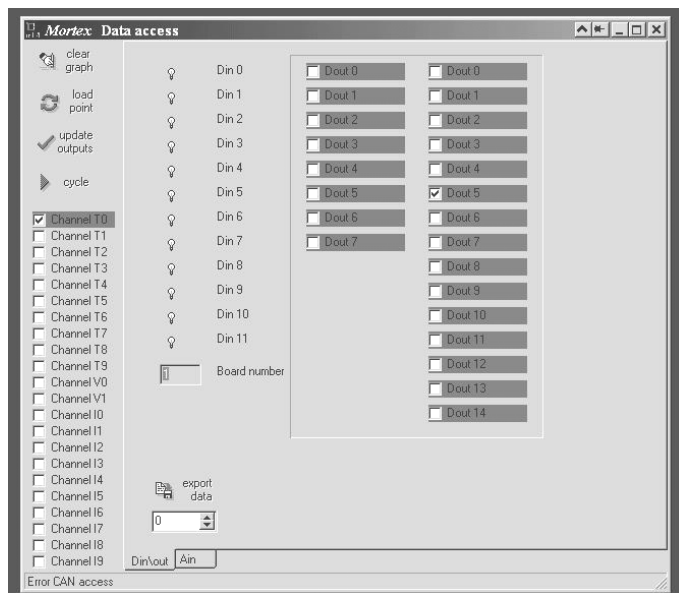 Mortex Data access
clear
graph
load
point
update
outputs
cycle
Channel T0
Channel T1
Channel T2
Channel T3
Channel T4
Channel T5
Channel T6
Channel T7
Channel T8
Channel T9
Channel V0
Channel V1
Channel I0
Channel I1
Channel I2
Channel I3
Channel I4
Channel I5
Channel I6
Channel I7
Channel I8
Channel I9
Din 0
Din 1
Din 2
Din 3
Din 4
Din 5
Din 6
Din 7
Din 8
Din 9
Din 10
Din 11
Board number
Dout 0
Dout 1
Dout 2
Dout 3
Dout 4
Dout 5
Dout 6
Dout 7
Dout 0
Dout 1
Dout 2
Dout 3
Dout 4
Dout 5
Dout 6
Dout 7
Dout 8
Dout 9
Dout 10
Dout 11
Dout 12
Dout 13
Dout 14
export
data
0
Din\out Ain
Error CAN access